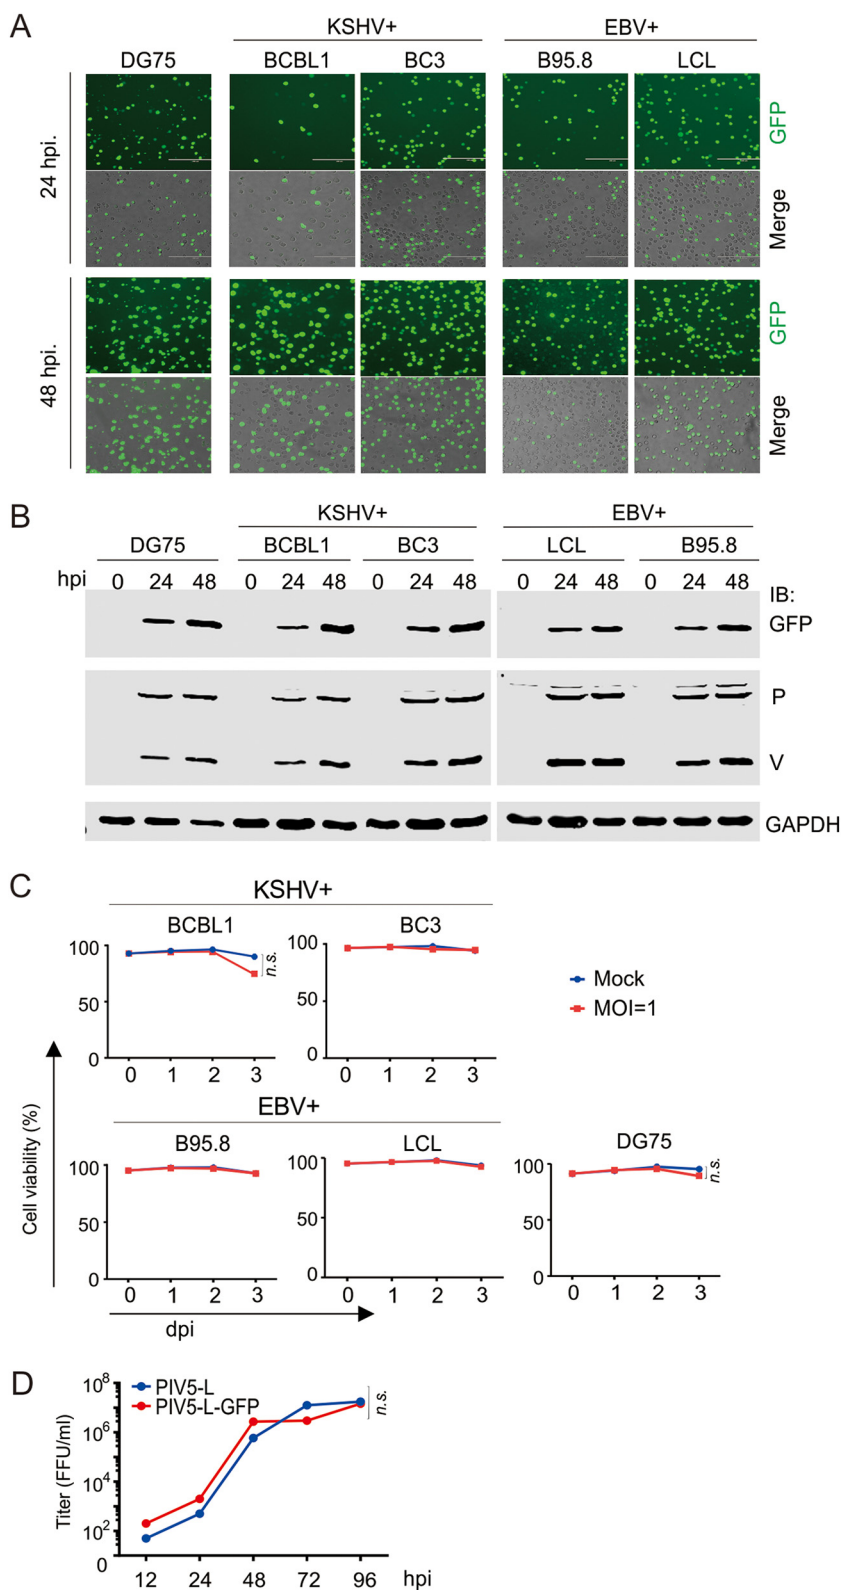 A
KSHV+ EBV+
DG75 BCBL1 BC3 B95.8 LCL
24 hpi.
GFP
Merge
48 hpi.
GFP
Merge
B
KSHV+ EBV+
DG75 BCBL1 BC3 LCL B95.8
hpi 0 24 48 0 24 48 0 24 48 0 24 48 0 24 48
IB:
GFP
P
V
GAPDH
C
KSHV+
BCBL1 BC3
100 100
50 50
0 0
0 1 2 3 0 1 2 3
n.s.
Mock
MOI=1
EBV+
B95.8 LCL DG75
100 100 100
50 50 50
0 0 0
0 1 2 3 0 1 2 3 0 1 2 3
n.s.
Cell viability (%)
dpi
D
PIV5-L
PIV5-L-GFP
n.s.
10^8
10^6
10^4
10^2
0
Titer (FFU/ml)
12 24 48 72 96 hpi